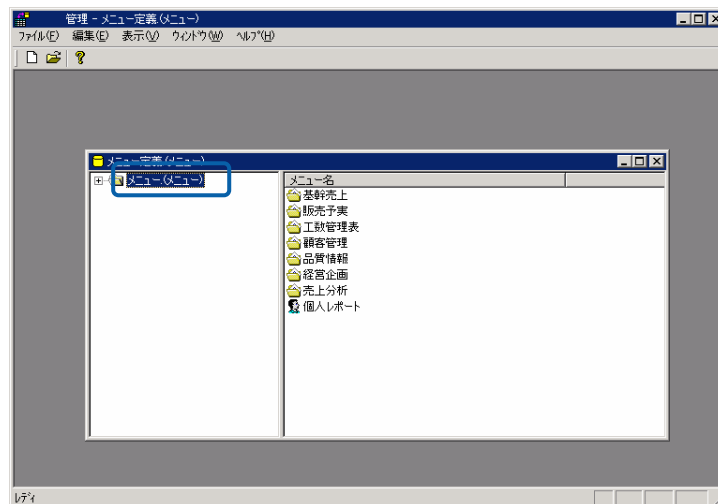 管理 - メニュー定義(メニュー)
ファイル(F) 編集(E) 表示(V) ウィンドウ(W) ヘルプ(H)
メニュー定義(メニュー)
メニュー(メニュー)
メニュー名
基幹売上
販売予実
工数管理表
顧客管理
品質情報
経営企画
売上分析
個人レポート
レディ